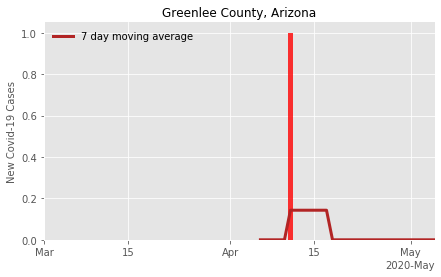 Greenlee County, Arizona
7 day moving average
New Covid-19 Cases
1.0
0.8
0.6
0.4
0.2
0.0
Mar 15 Apr 15 May
2020-May